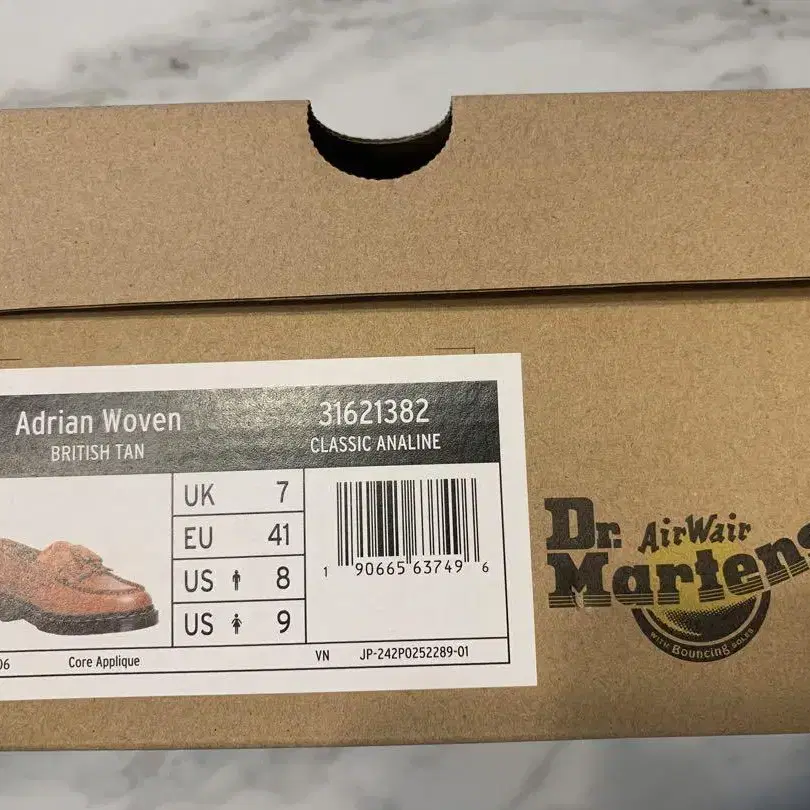 Adrian Woven
BRITISH TAN
31621382
CLASSIC ANALINE
UK 7
EU 41
US 8
US 9
1 90665 63749 6
06
Core Applique
VN
JP-242P0252289-01
Dr. AirWair
Martens
WITH Bouncing SOLES